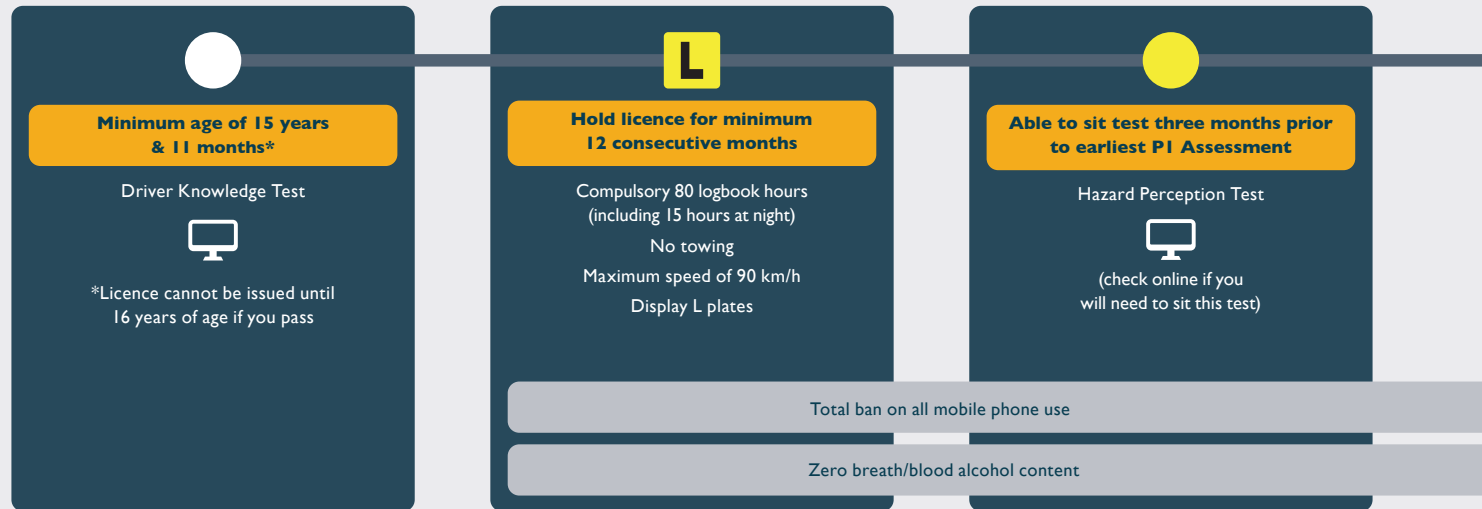 Minimum age of 15 years
& 11 months*
Driver Knowledge Test
*Licence cannot be issued until
16 years of age if you pass
L
Hold licence for minimum
12 consecutive months
Compulsory 80 logbook hours
(including 15 hours at night)
No towing
Maximum speed of 90 km/h
Display L plates
Able to sit test three months prior
to earliest P1 Assessment
Hazard Perception Test
(check online if you
will need to sit this test)
Total ban on all mobile phone use
Zero breath/blood alcohol content